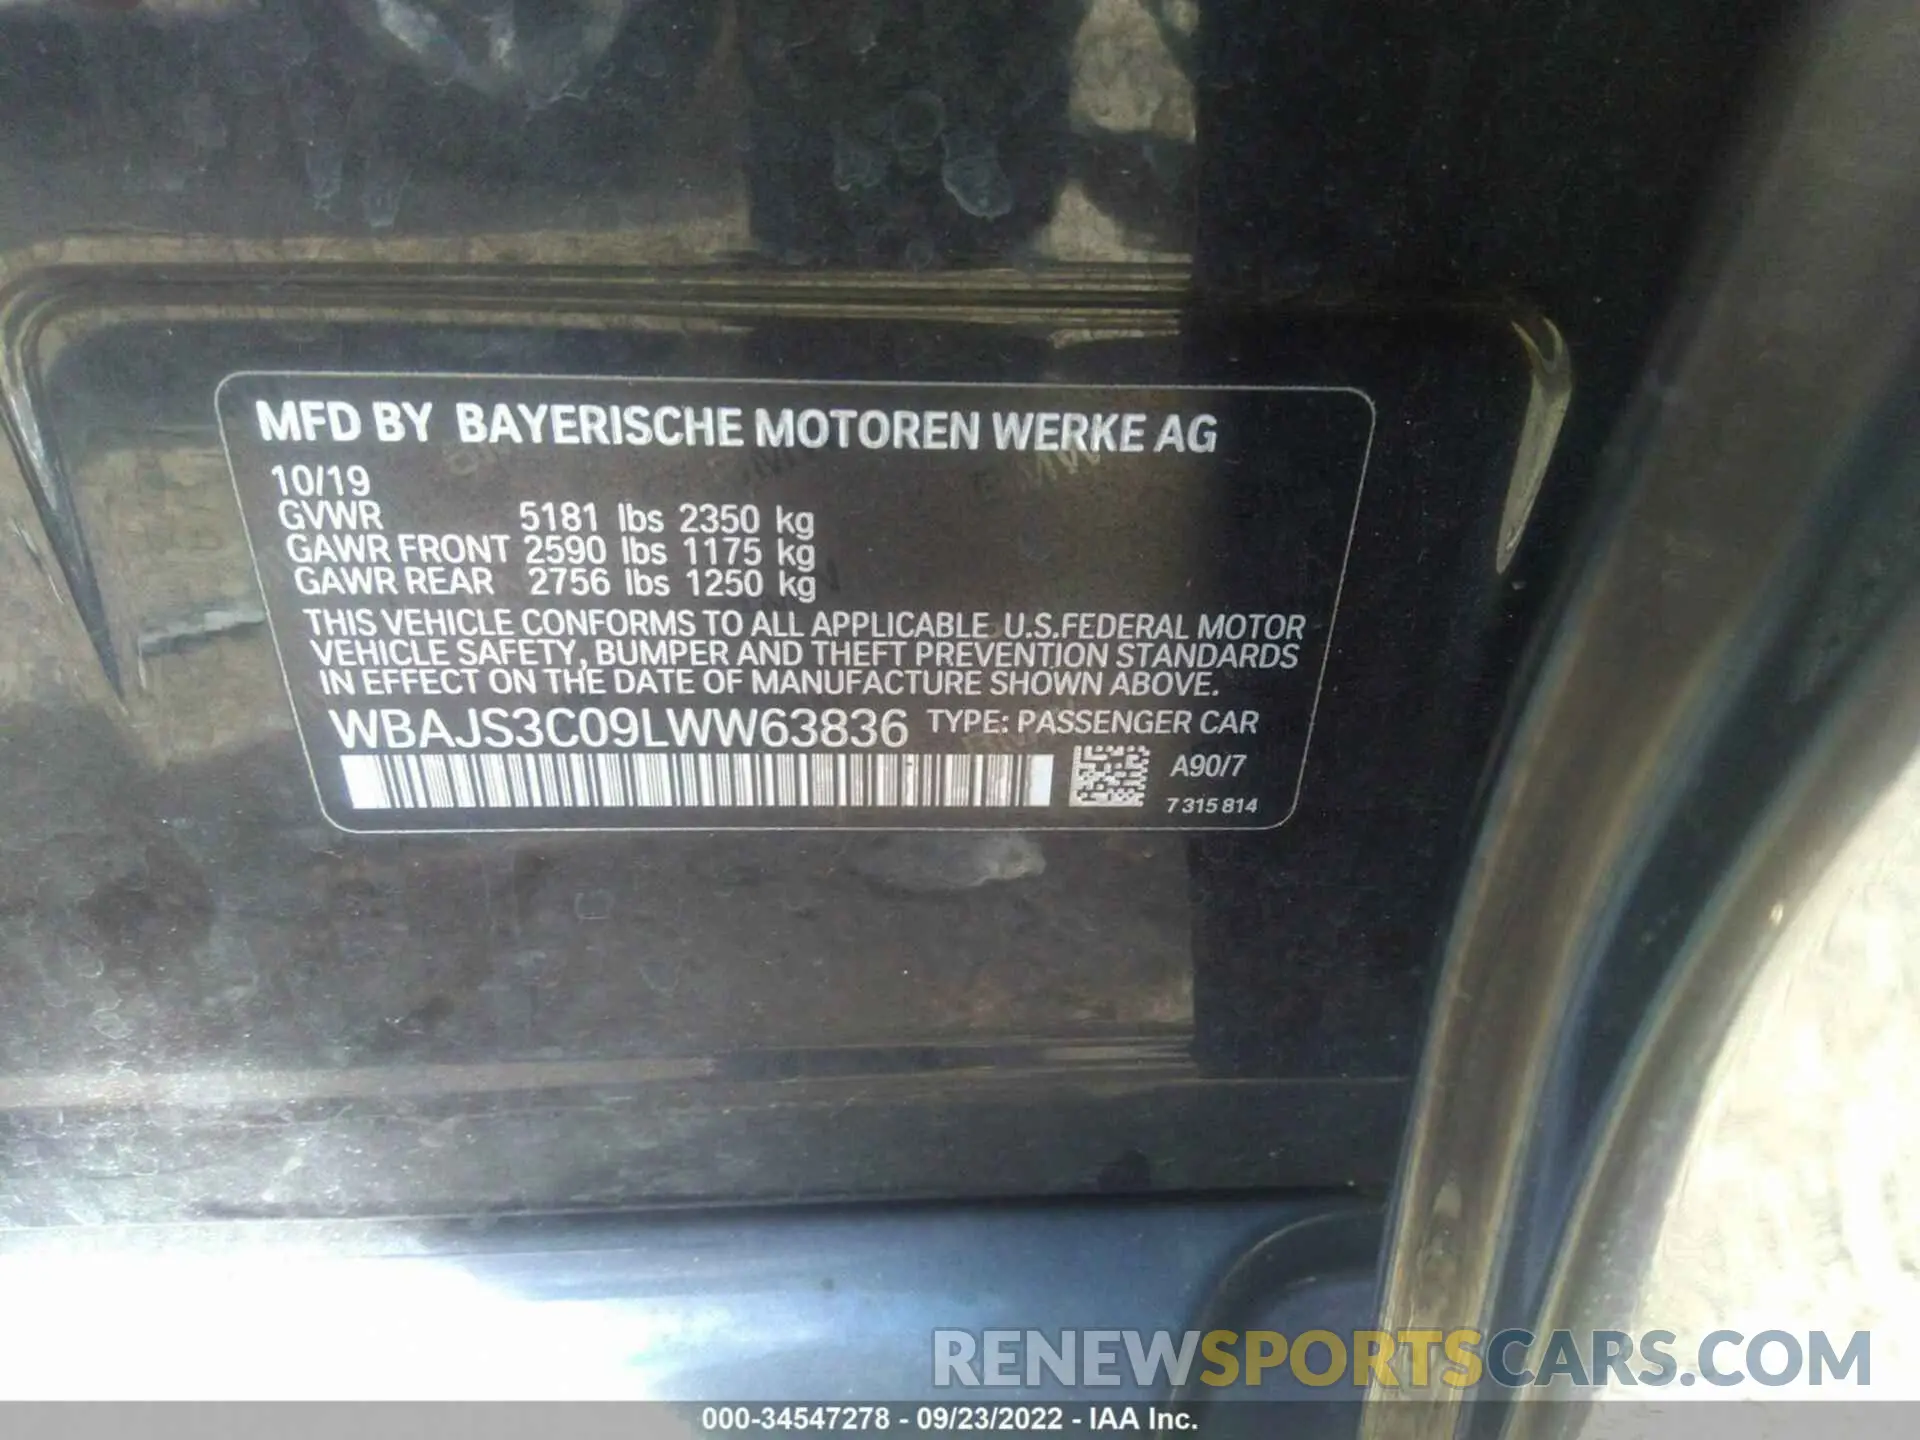 MFD BY BAYERISCHE MOTOREN WERKE AG
10/19
GVWR 5181 lbs 2350 kg
GAWR FRONT 2590 lbs 1175 kg
GAWR REAR 2756 lbs 1250 kg
THIS VEHICLE CONFORMS TO ALL APPLICABLE U.S.FEDERAL MOTOR
VEHICLE SAFETY, BUMPER AND THEFT PREVENTION STANDARDS
IN EFFECT ON THE DATE OF MANUFACTURE SHOWN ABOVE.
WBAJS3C09LWW63836 TYPE: PASSENGER CAR
A90/7
7 315 814
RENEWSPORTSCARS.COM
000-34547278 - 09/23/2022 - IAA Inc.